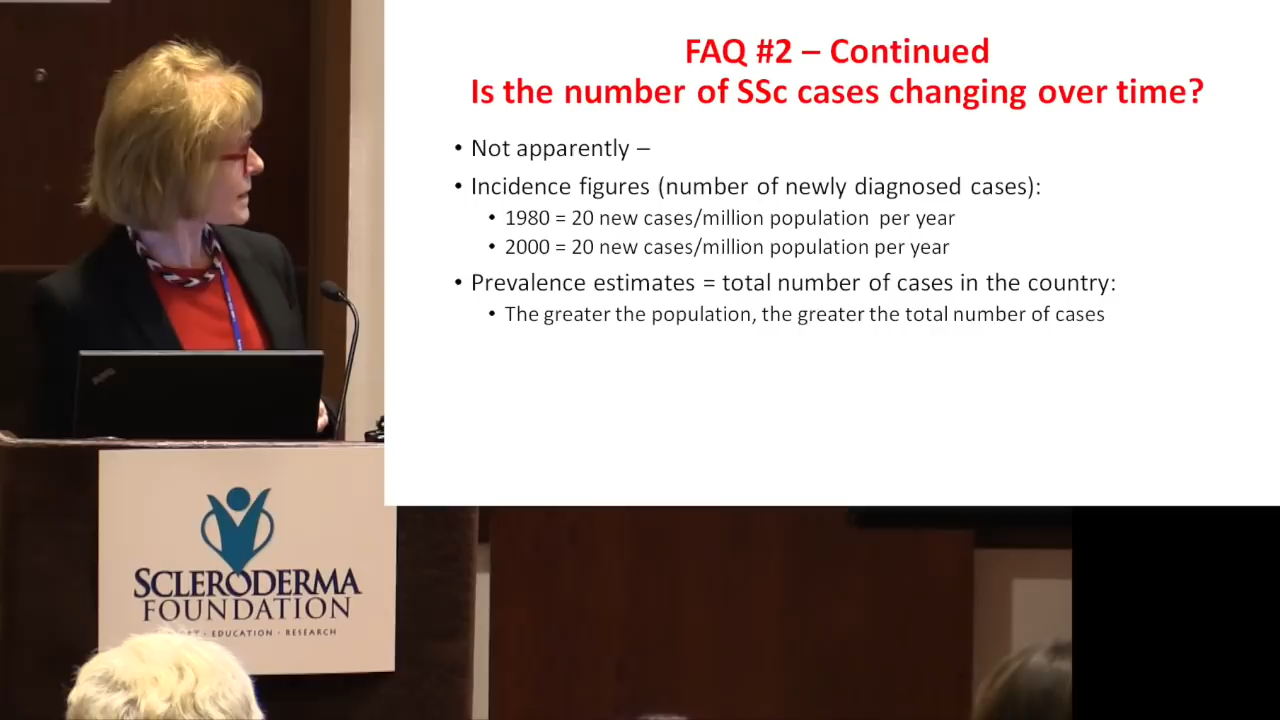 FAQ #2 – Continued
Is the number of SSc cases changing over time?
• Not apparently –
• Incidence figures (number of newly diagnosed cases):
• 1980 = 20 new cases/million population per year
• 2000 = 20 new cases/million population per year
• Prevalence estimates = total number of cases in the country:
• The greater the population, the greater the total number of cases
SCLERODERMA
FOUNDATION
· EDUCATION · RESEARCH